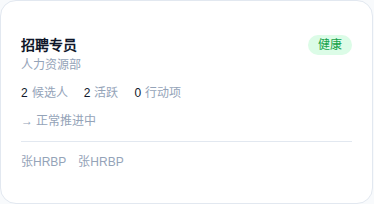 招聘专员 健康
人力资源部
2 候选人 2 活跃 0 行动项
→ 正常推进中
张HRBP 张HRBP